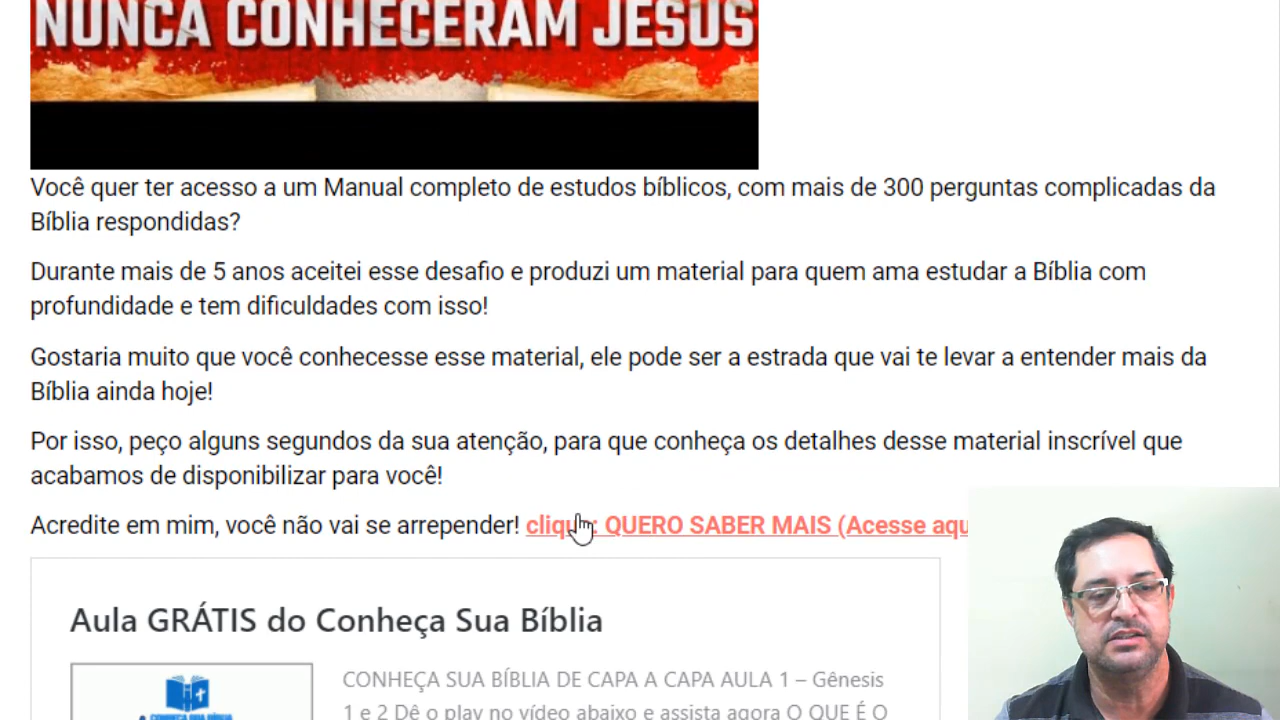 NUNCA CONHECERAM JESUS
Você quer ter acesso a um Manual completo de estudos bíblicos, com mais de 300 perguntas complicadas da
Bíblia respondidas?
Durante mais de 5 anos aceitei esse desafio e produzi um material para quem ama estudar a Bíblia com
profundidade e tem dificuldades com isso!
Gostaria muito que você conhecesse esse material, ele pode ser a estrada que vai te levar a entender mais da
Bíblia ainda hoje!
Por isso, peço alguns segundos da sua atenção, para que conheça os detalhes desse material inscrível que
acabamos de disponibilizar para você!
Acredite em mim, você não vai se arrepender! clique: QUERO SABER MAIS (Acesse aqu
Aula GRÁTIS do Conheça Sua Bíblia
CONHEÇA SUA BÍBLIA DE CAPA A CAPA AULA 1 – Gênesis
1 e 2 Dê o play no vídeo abaixo e assista agora O QUE É O
CONHEÇA SUA BÍBLIA